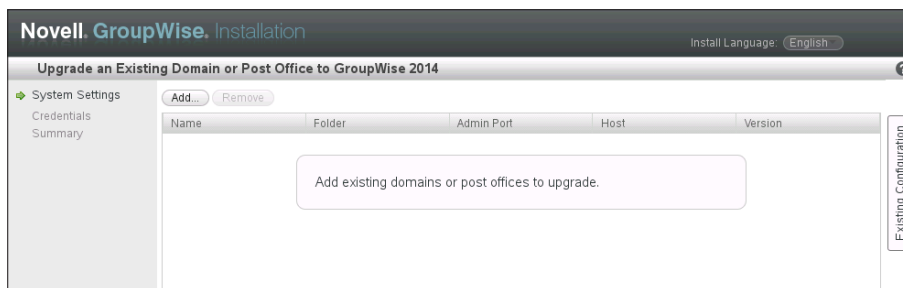 Novell. GroupWise. Installation
Install Language: English
Upgrade an Existing Domain or Post Office to GroupWise 2014
System Settings
Credentials
Summary
Add... Remove
Name Folder Admin Port Host Version
Add existing domains or post offices to upgrade.
Existing Configuration